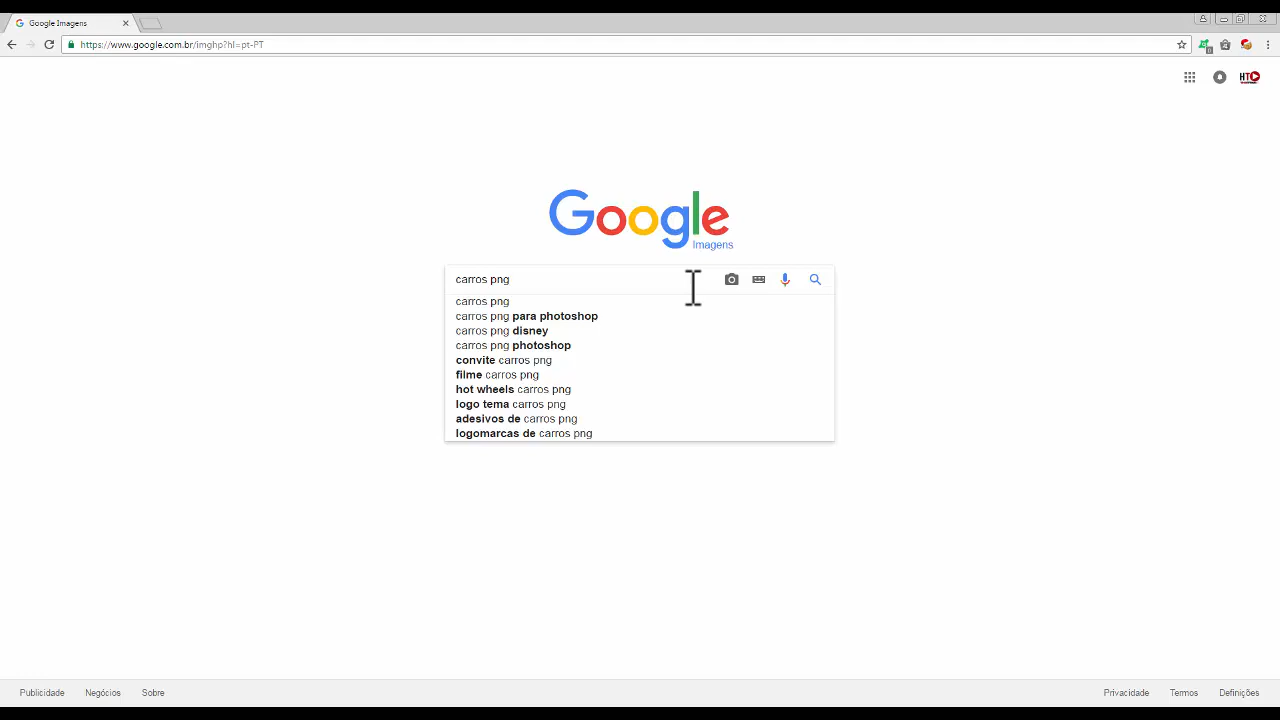 Google Imagens
https://www.google.com.br/imghp?hl=pt-PT
HT
Google
Imagens
carros png
carros png
carros png para photoshop
carros png disney
carros png photoshop
convite carros png
filme carros png
hot wheels carros png
logo tema carros png
adesivos de carros png
logomarcas de carros png
Publicidade Negócios Sobre Privacidade Termos Definições